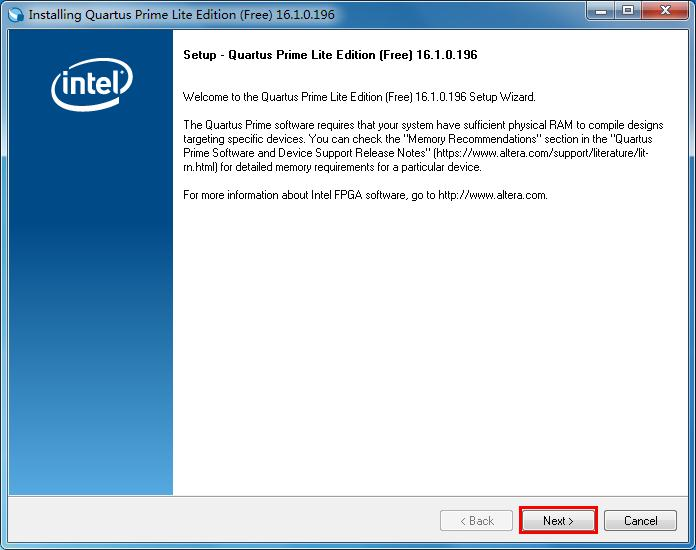 Installing Quartus Prime Lite Edition (Free) 16.1.0.196
intel
Setup - Quartus Prime Lite Edition (Free) 16.1.0.196
Welcome to the Quartus Prime Lite Edition (Free) 16.1.0.196 Setup Wizard.
The Quartus Prime software requires that your system have sufficient physical RAM to compile designs
targeting specific devices. You can check the "Memory Recommendations" section in the "Quartus
Prime Software and Device Support Release Notes" (https://www.altera.com/support/literature/lit-
rn.html) for detailed memory requirements for a particular device.
For more information about Intel FPGA software, go to http://www.altera.com.
< Back
Next >
Cancel